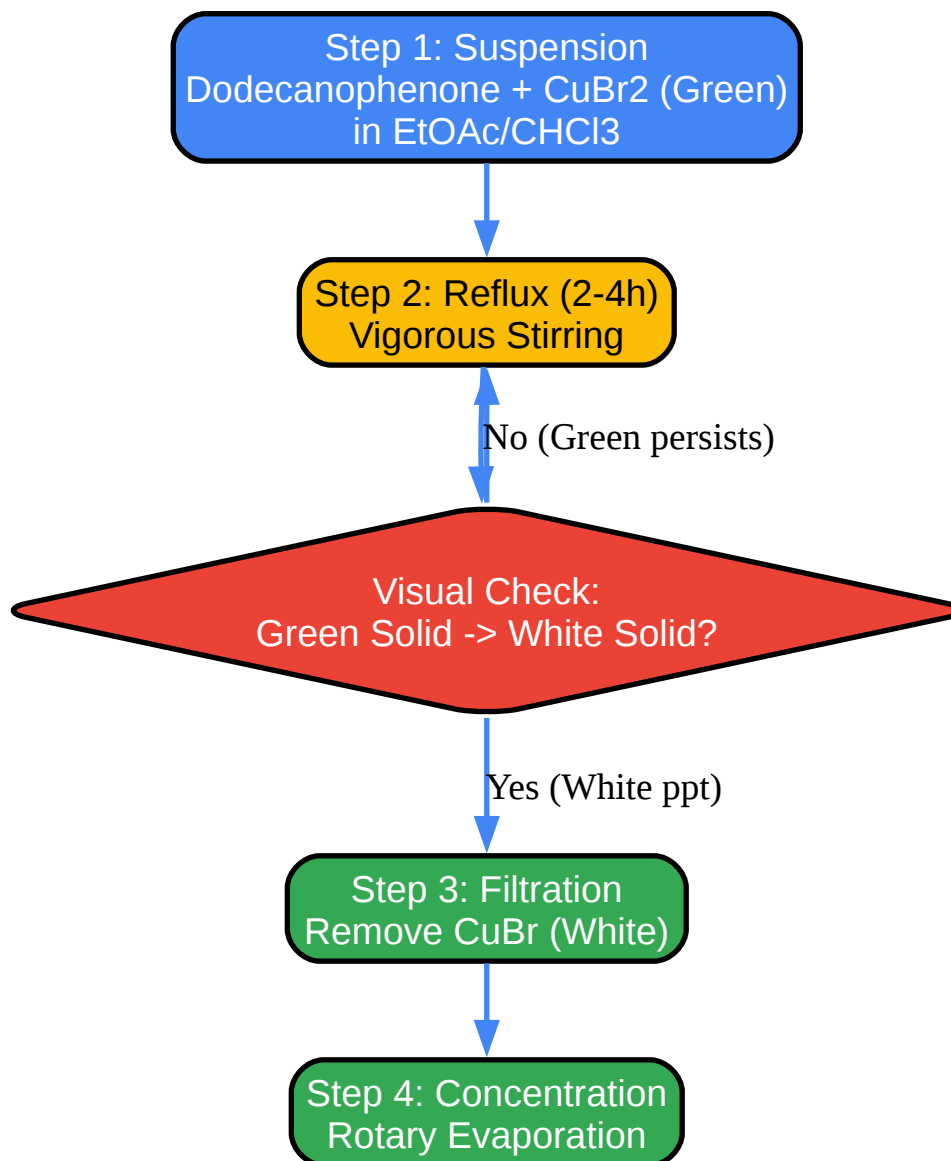 Step 1: Suspension
Dodecanophenone + CuBr2 (Green)
in EtOAc/CHCl3
Step 2: Reflux (2-4h)
Vigorous Stirring
No (Green persists)
Visual Check:
Green Solid -> White Solid?
Yes (White ppt)
Step 3: Filtration
Remove CuBr (White)
Step 4: Concentration
Rotary Evaporation